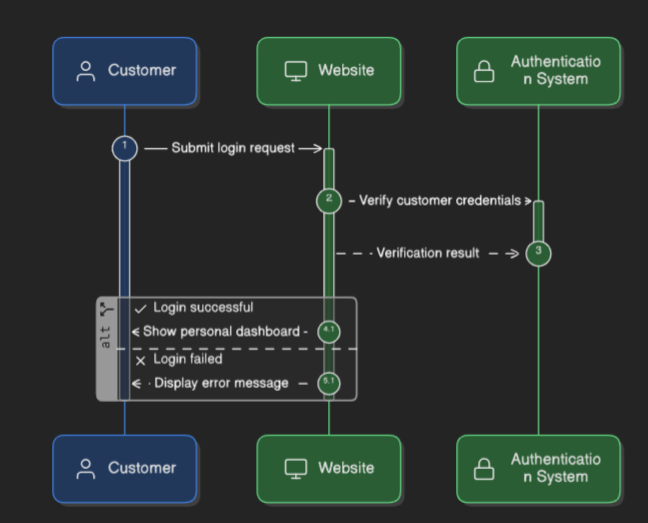 Customer
Website
Authenticatio
n System
1
Submit login request
2
Verify customer credentials
Verification result
3
alt
Login successful
Show personal dashboard
4.1
Login failed
Display error message
5.1
Customer
Website
Authenticatio
n System